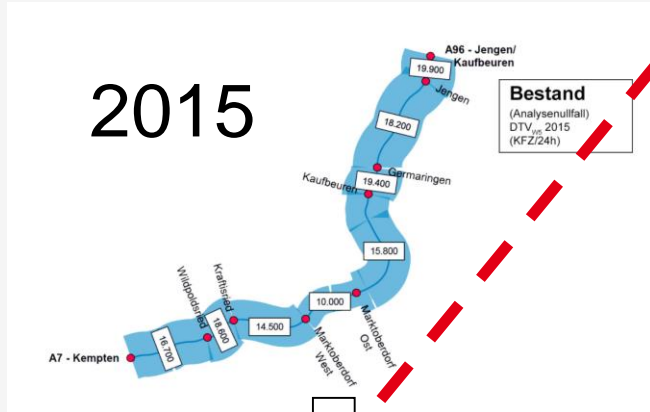 2015
A96 - Jengen/
Kaufbeuren
19.900
Jengen
Bestand
(Analysenullfall)
DTVW5 2015
(KFZ/24h)
18.200
Germaringen
Kaufbeuren
19.400
15.800
10.000
Marktoberdorf
Ost
Marktoberdorf
West
14.500
Kraftisried
18.600
Wildpoldsried
16.700
A7 - Kempten